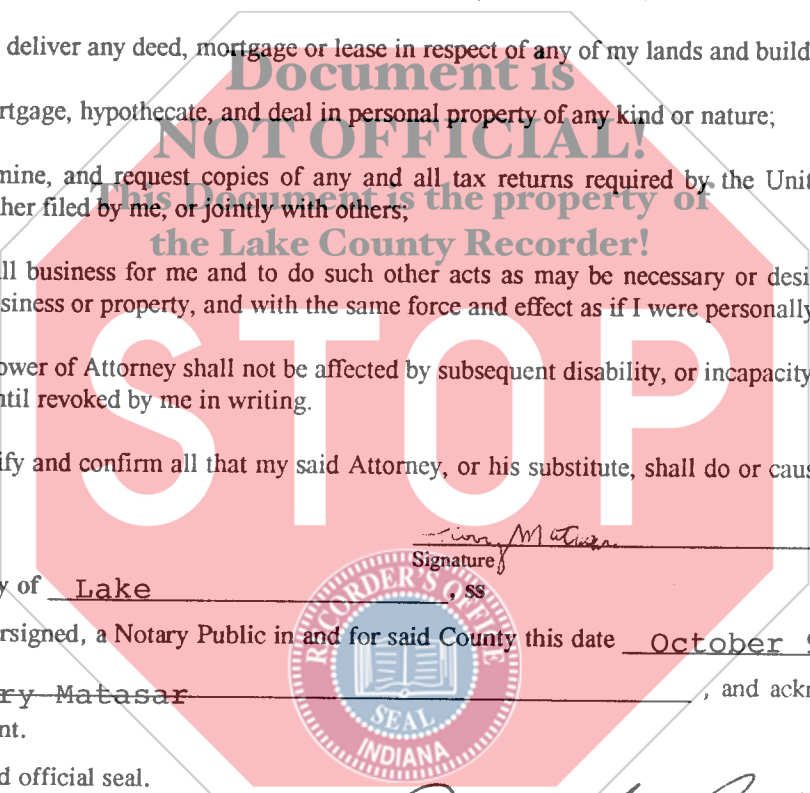 deliver any deed, mortgage or lease in respect of any of my lands and build
Document is
rtgage, hypothecate, and deal in personal property of any kind or nature;
NOT OFFICIAL!
mine, and request copies of any and all tax returns required by the Unit
This Document is the property of
her filed by me, or jointly with others;
the Lake County Recorder!
ll business for me and to do such other acts as may be necessary or desi
siness or property, and with the same force and effect as if I were personally
STOP
ower of Attorney shall not be affected by subsequent disability, or incapacity
ntil revoked by me in writing.
ify and confirm all that my said Attorney, or his substitute, shall do or caus
Matasar
Signature
y of Lake, ss
RECORDER'S OFFICE
rsigned, a Notary Public in and for said County this date October 9
ry Matasar, and ackn
SEAL
nt.
INDIANA
d official seal.